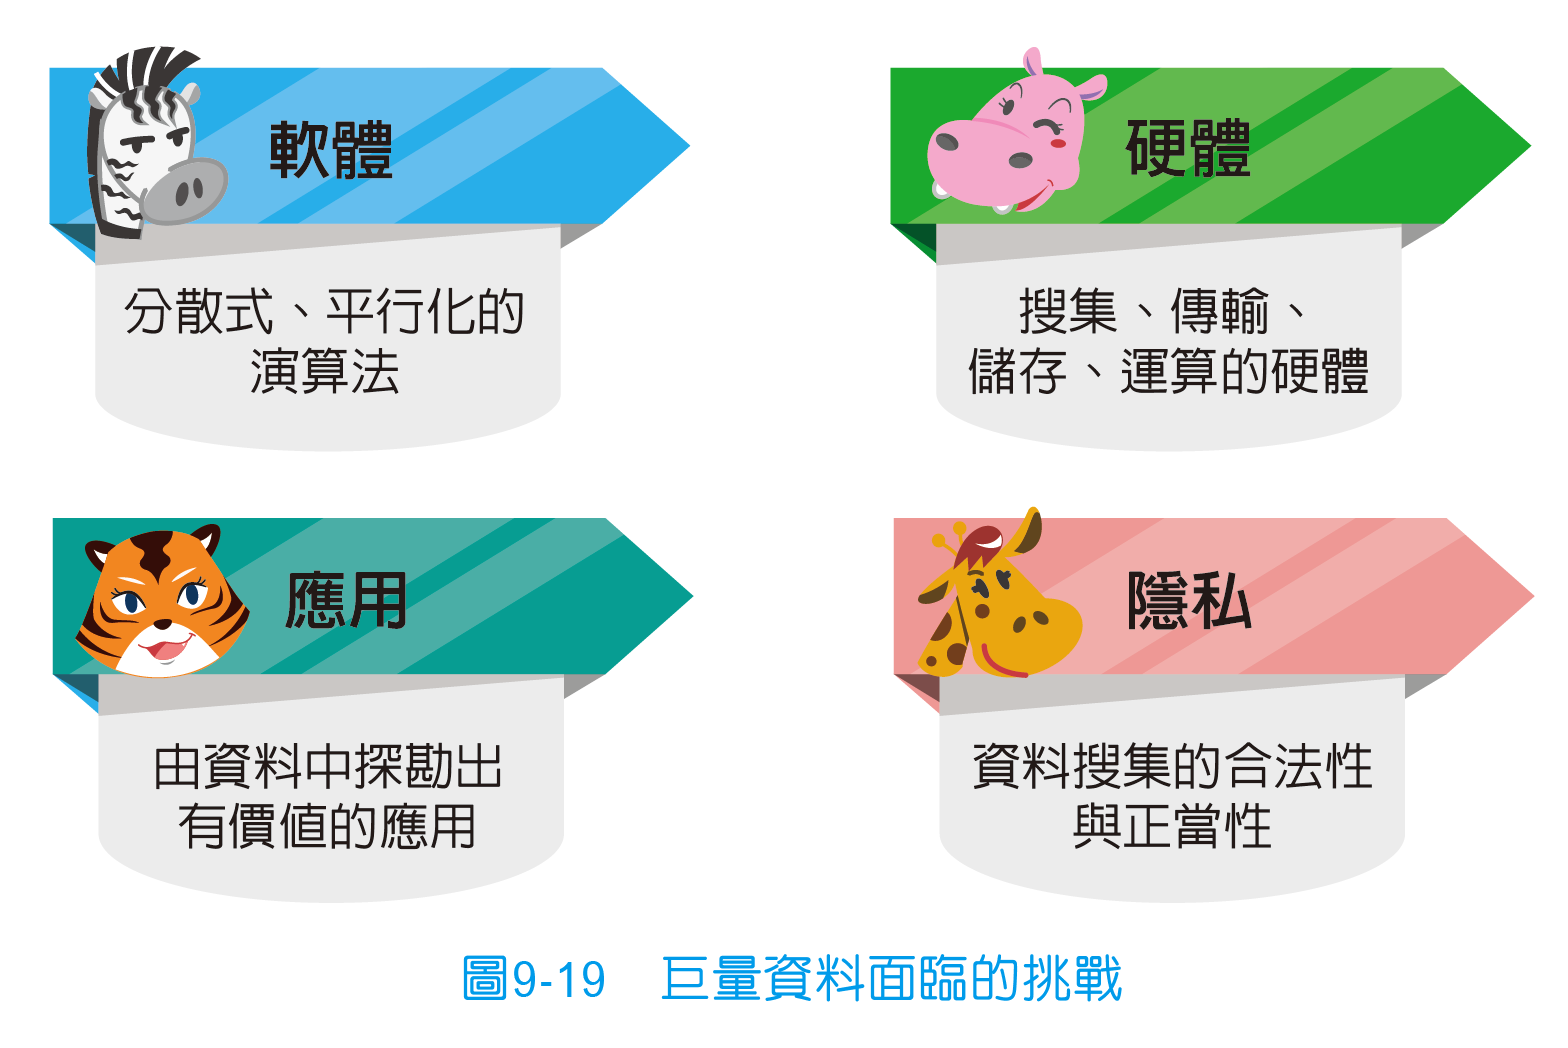 軟體
分散式、平行化的
演算法
硬體
搜集、傳輸、
儲存、運算的硬體
應用
由資料中探勘出
有價值的應用
隱私
資料搜集的合法性
與正當性
圖9-19 巨量資料面臨的挑戰